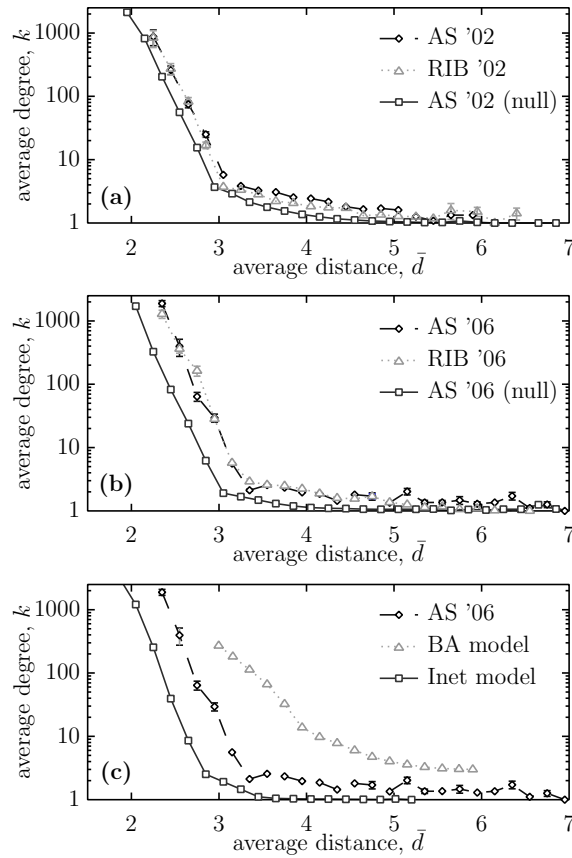 1000
100
10
1
average degree, k
(a)
AS '02
RIB '02
AS '02 (null)
2 3 4 5 6 7
average distance, d̄
1000
100
10
1
average degree, k
(b)
AS '06
RIB '06
AS '06 (null)
2 3 4 5 6 7
average distance, d̄
1000
100
10
1
average degree, k
(c)
AS '06
BA model
Inet model
2 3 4 5 6 7
average distance, d̄